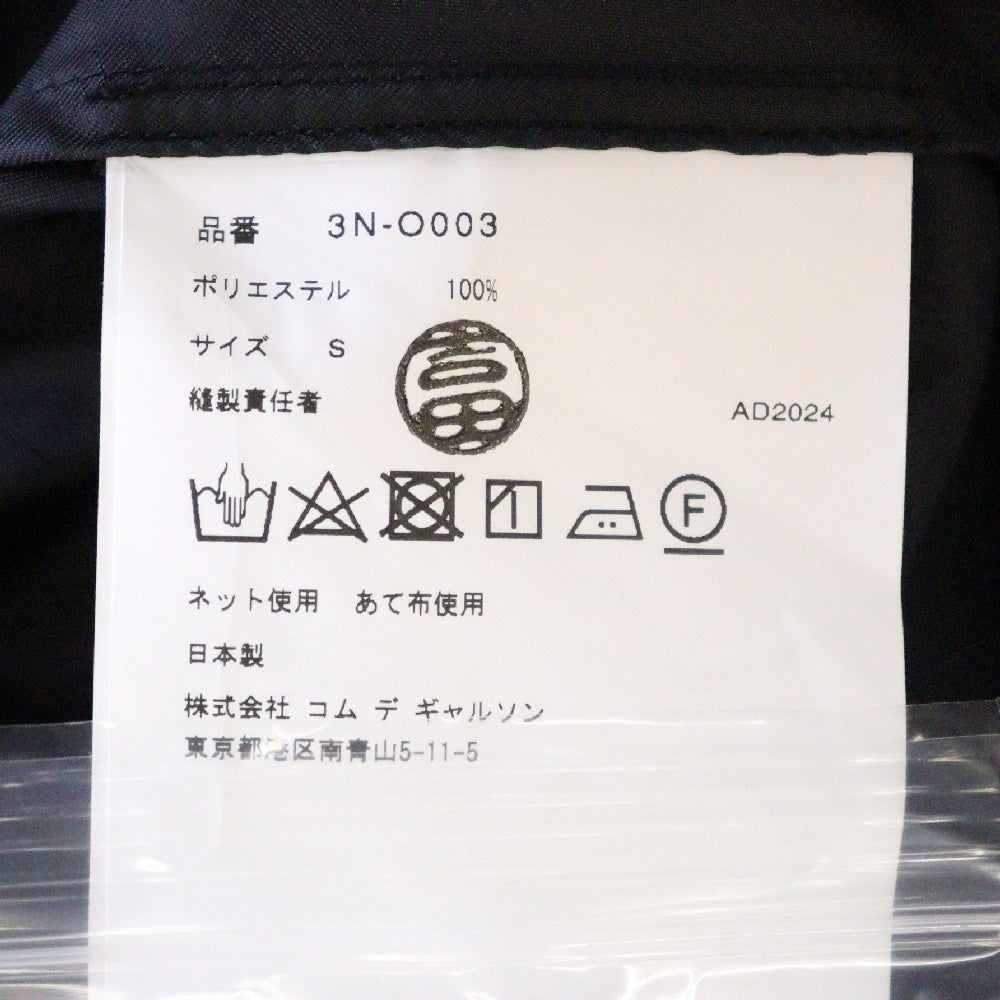 品番 3N-O003
ポリエステル 100%
サイズ S
縫製責任者
AD2024
F
ネット使用 あて布使用
日本製
株式会社 コム デ ギャルソン
東京都港区南青山5-11-5